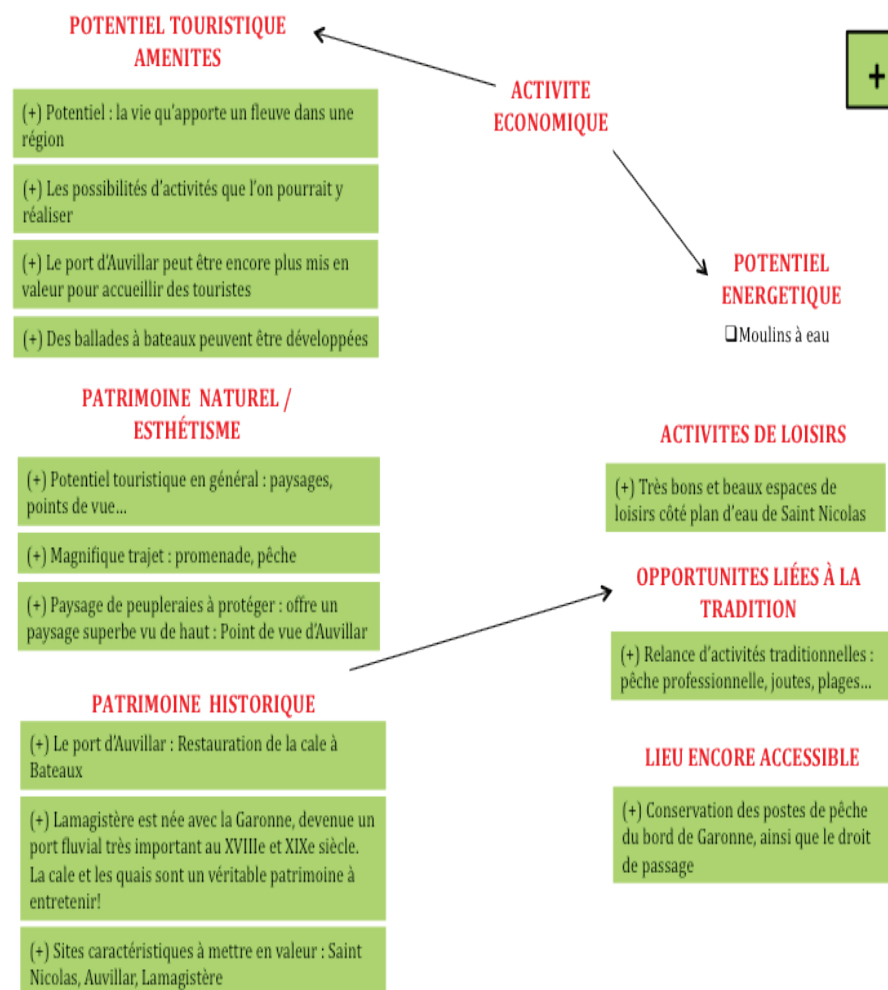 POTENTIEL TOURISTIQUE
AMENITES
(+) Potentiel : la vie qu'apporte un fleuve dans une
région
(+) Les possibilités d'activités que l'on pourrait y
réaliser
(+) Le port d'Auvillar peut être encore plus mis en
valeur pour accueillir des touristes
(+) Des ballades à bateaux peuvent être développées
ACTIVITE
ECONOMIQUE
+
POTENTIEL
ENERGETIQUE
❑Moulins à eau
PATRIMOINE NATUREL /
ESTHÉTISME
(+) Potentiel touristique en général : paysages,
points de vue…
(+) Magnifique trajet : promenade, pêche
(+) Paysage de peupleraies à protéger : offre un
paysage superbe vu de haut : Point de vue d'Auvillar
ACTIVITES DE LOISIRS
(+) Très bons et beaux espaces de
loisirs côté plan d'eau de Saint Nicolas
OPPORTUNITES LIÉES À LA
TRADITION
(+) Relance d'activités traditionnelles :
pêche professionnelle, joutes, plages…
PATRIMOINE HISTORIQUE
(+) Le port d'Auvillar : Restauration de la cale à
Bateaux
(+) Lamagistère est née avec la Garonne, devenue un
port fluvial très important au XVIIIe et XIXe siècle.
La cale et les quais sont un véritable patrimoine à
entretenir!
(+) Sites caractéristiques à mettre en valeur : Saint
Nicolas, Auvillar, Lamagistère
LIEU ENCORE ACCESSIBLE
(+) Conservation des postes de pêche
du bord de Garonne, ainsi que le droit
de passage